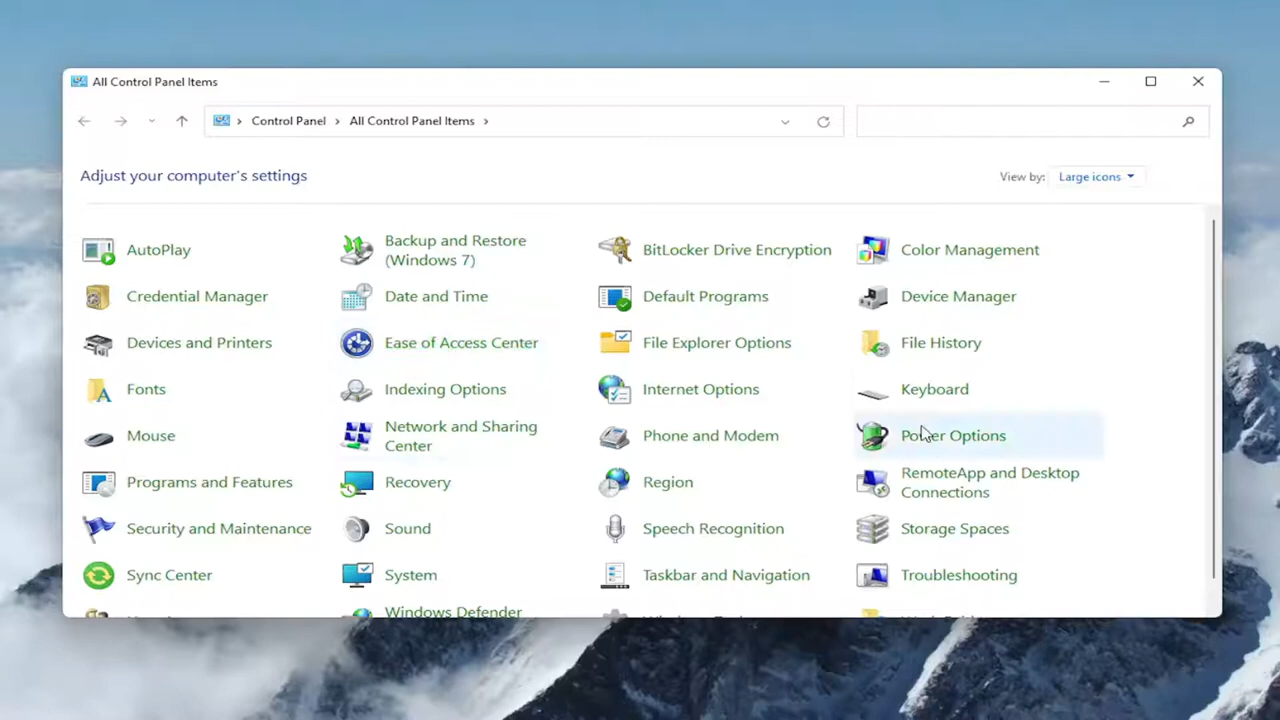 All Control Panel Items
Control Panel > All Control Panel Items >
Adjust your computer's settings
View by: Large icons
AutoPlay
Backup and Restore
(Windows 7)
BitLocker Drive Encryption
Color Management
Credential Manager
Date and Time
Default Programs
Device Manager
Devices and Printers
Ease of Access Center
File Explorer Options
File History
Fonts
Indexing Options
Internet Options
Keyboard
Mouse
Network and Sharing
Center
Phone and Modem
Power Options
Programs and Features
Recovery
Region
RemoteApp and Desktop
Connections
Security and Maintenance
Sound
Speech Recognition
Storage Spaces
Sync Center
System
Taskbar and Navigation
Troubleshooting
Windows Defender